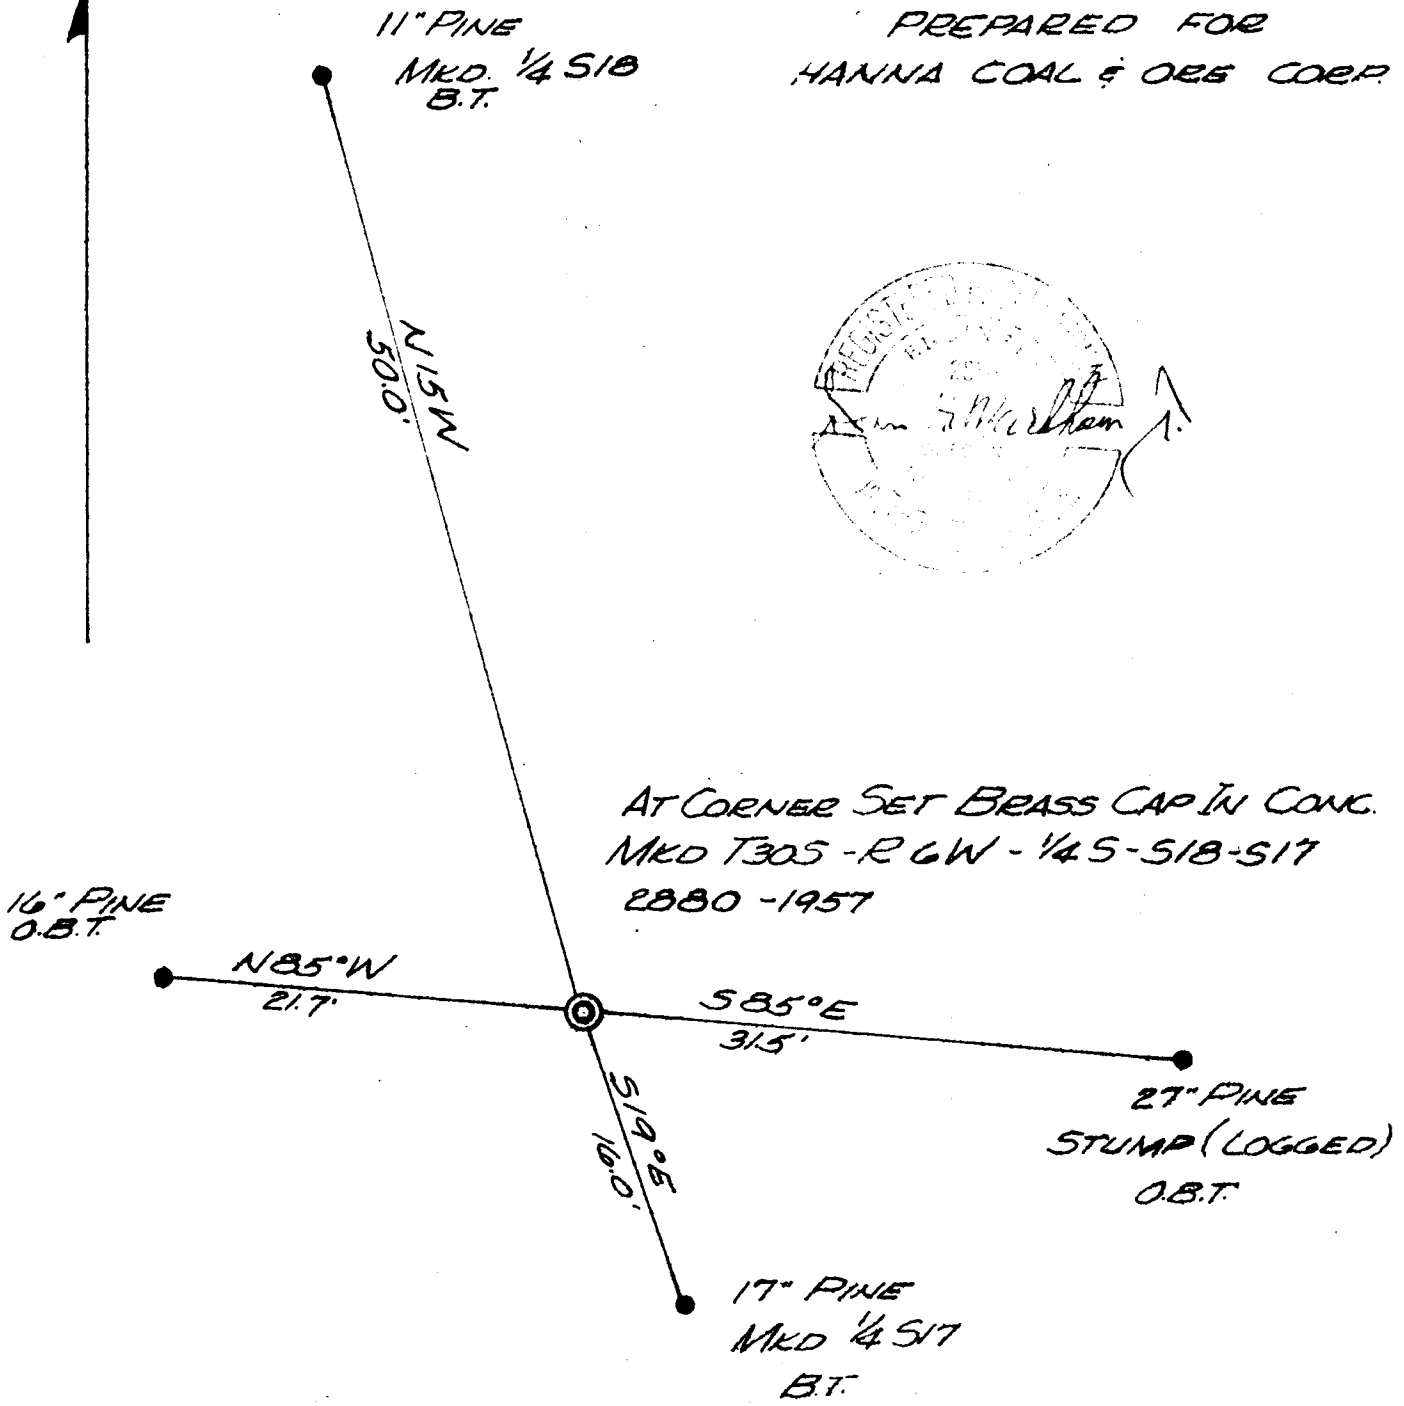 11" PINE
MKD. 1/4 S18
B.T.
PREPARED FOR
HANNA COAL & ORE CORP.
N15W
50.0'
REGISTERED
AT CORNER SET BRASS CAP IN CONC.
MKD T30S - R6W - 1/4 S - S18 - S17
2880 - 1957
16" PINE
O.B.T.
N85°W
21.7'
S85°E
31.5'
27" PINE
STUMP (LOGGED)
O.B.T.
S19°E
16.0'
17" PINE
MKD 1/4 S17
B.T.